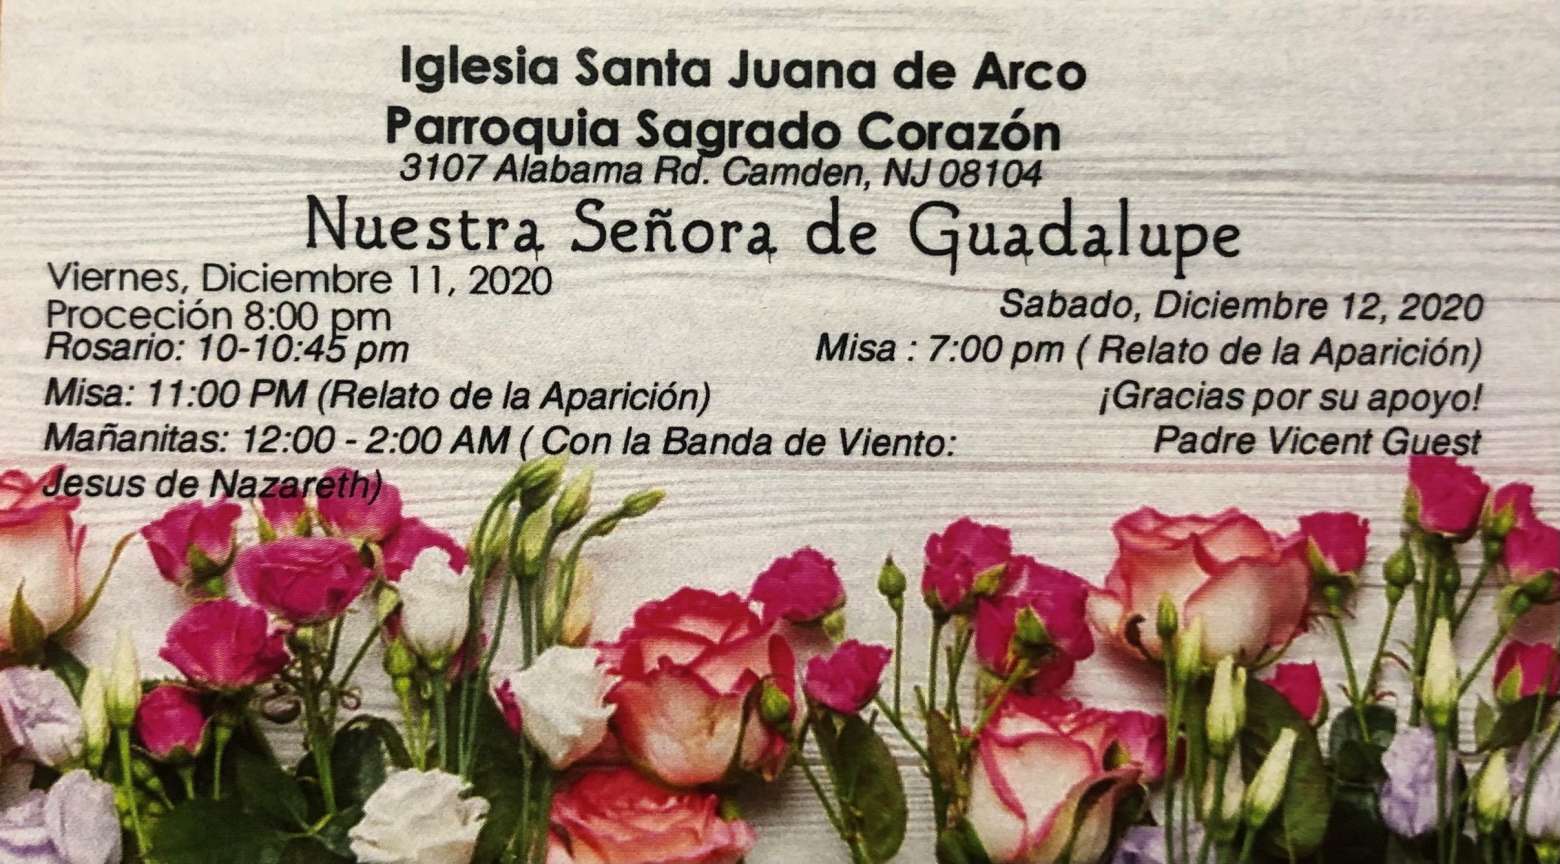 Iglesia Santa Juana de Arco
Parroquia Sagrado Corazón
3107 Alabama Rd. Camden, NJ 08104
Nuestra Señora de Guadalupe
Viernes, Diciembre 11, 2020
Proceción 8:00 pm
Rosario: 10-10:45 pm
Misa: 11:00 PM (Relato de la Aparición)
Mañanitas: 12:00 - 2:00 AM ( Con la Banda de Viento:
Jesus de Nazareth)
Sabado, Diciembre 12, 2020
Misa : 7:00 pm ( Relato de la Aparición)
¡Gracias por su apoyo!
Padre Vicent Guest